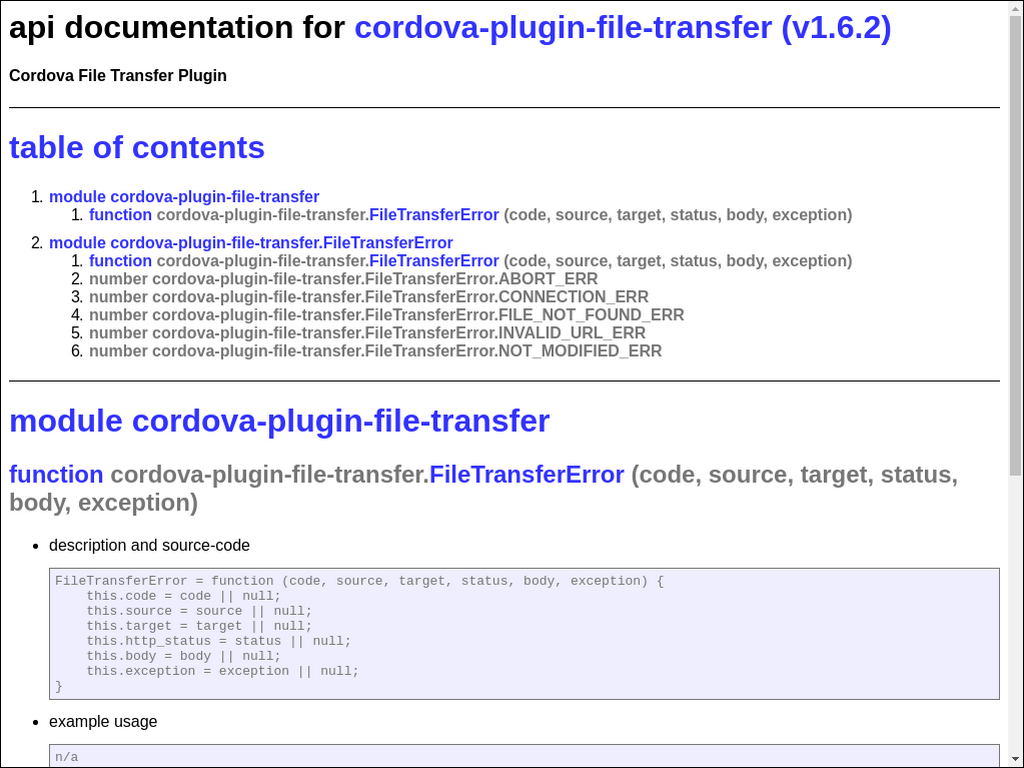 api documentation for cordova-plugin-file-transfer (v1.6.2)
Cordova File Transfer Plugin
table of contents
1. module cordova-plugin-file-transfer
1. function cordova-plugin-file-transfer.FileTransferError (code, source, target, status, body, exception)
2. module cordova-plugin-file-transfer.FileTransferError
1. function cordova-plugin-file-transfer.FileTransferError (code, source, target, status, body, exception)
2. number cordova-plugin-file-transfer.FileTransferError.ABORT_ERR
3. number cordova-plugin-file-transfer.FileTransferError.CONNECTION_ERR
4. number cordova-plugin-file-transfer.FileTransferError.FILE_NOT_FOUND_ERR
5. number cordova-plugin-file-transfer.FileTransferError.INVALID_URL_ERR
6. number cordova-plugin-file-transfer.FileTransferError.NOT_MODIFIED_ERR
module cordova-plugin-file-transfer
function cordova-plugin-file-transfer.FileTransferError (code, source, target, status,
body, exception)
• description and source-code
FileTransferError = function (code, source, target, status, body, exception) {
    this.code = code || null;
    this.source = source || null;
    this.target = target || null;
    this.http_status = status || null;
    this.body = body || null;
    this.exception = exception || null;
}
• example usage
n/a